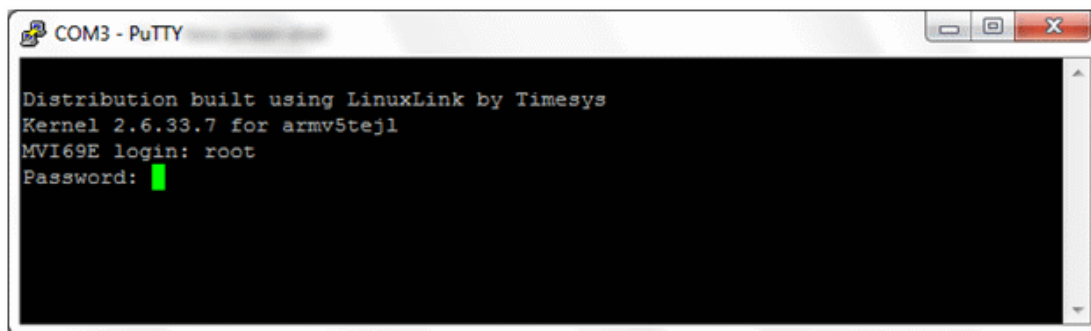 COM3 - PuTTY
Distribution built using LinuxLink by Timesys
Kernel 2.6.33.7 for armv5tejl
MVI69E login: root
Password: